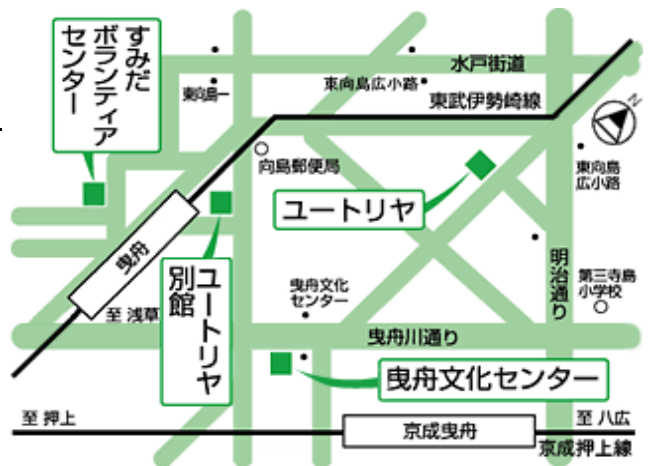 すみだ
ボランティア
センター
東向島一
東向島広小路
水戸街道
東武伊勢崎線
N
向島郵便局
ユートリヤ
東向島
広小路
曳舟
ユートリヤ
別館
至 浅草
曳舟文化
センター
明治通り
第三寺島
小学校
曳舟川通り
曳舟文化センター
至 押上
京成曳舟
至 八広
京成押上線